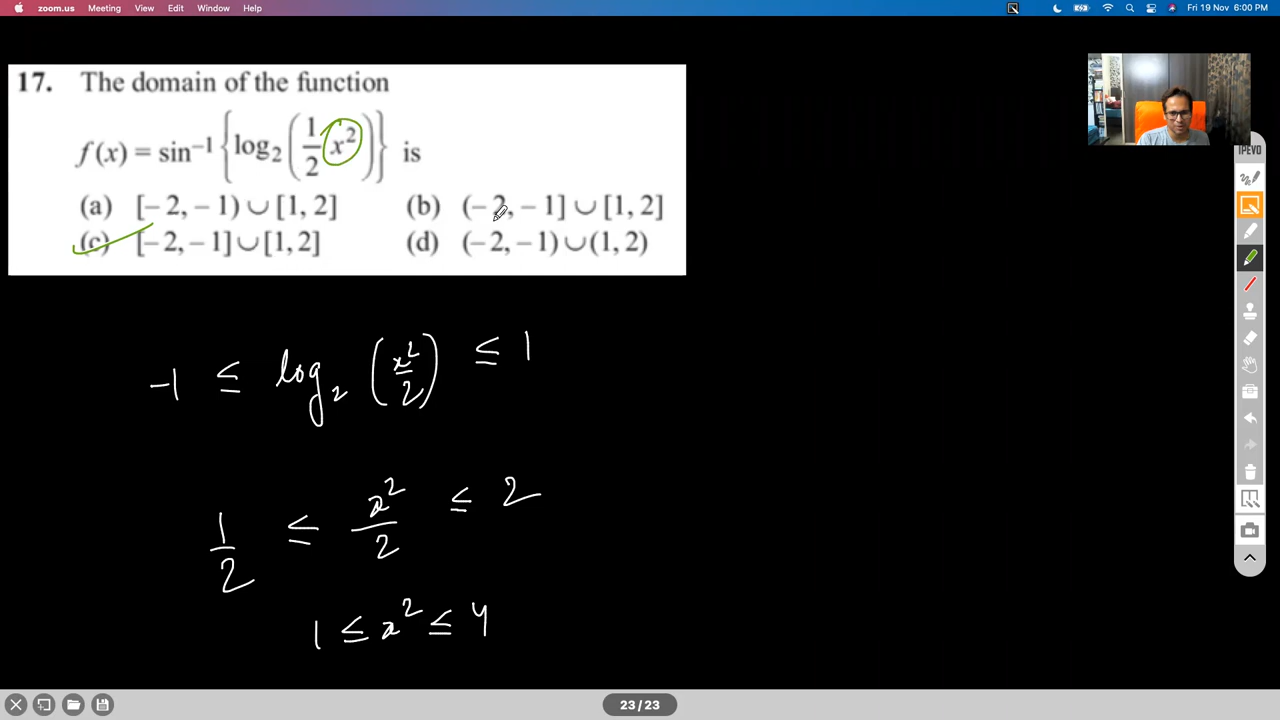 zoom.us Meeting View Edit Window Help Fri 19 Nov 6:00 PM
17. The domain of the function
f(x) = sin⁻¹ {log₂ (1/2 x²)} is
(a) [– 2, – 1) ∪ [1, 2] (b) (– 2, – 1] ∪ [1, 2]
(c) [– 2, – 1] ∪ [1, 2] (d) (– 2, – 1) ∪ (1, 2)
IPEVO
-1 ≤ log₂ (x²/2) ≤ 1
1/2 ≤ x²/2 ≤ 2
1 ≤ x² ≤ 4
23/23